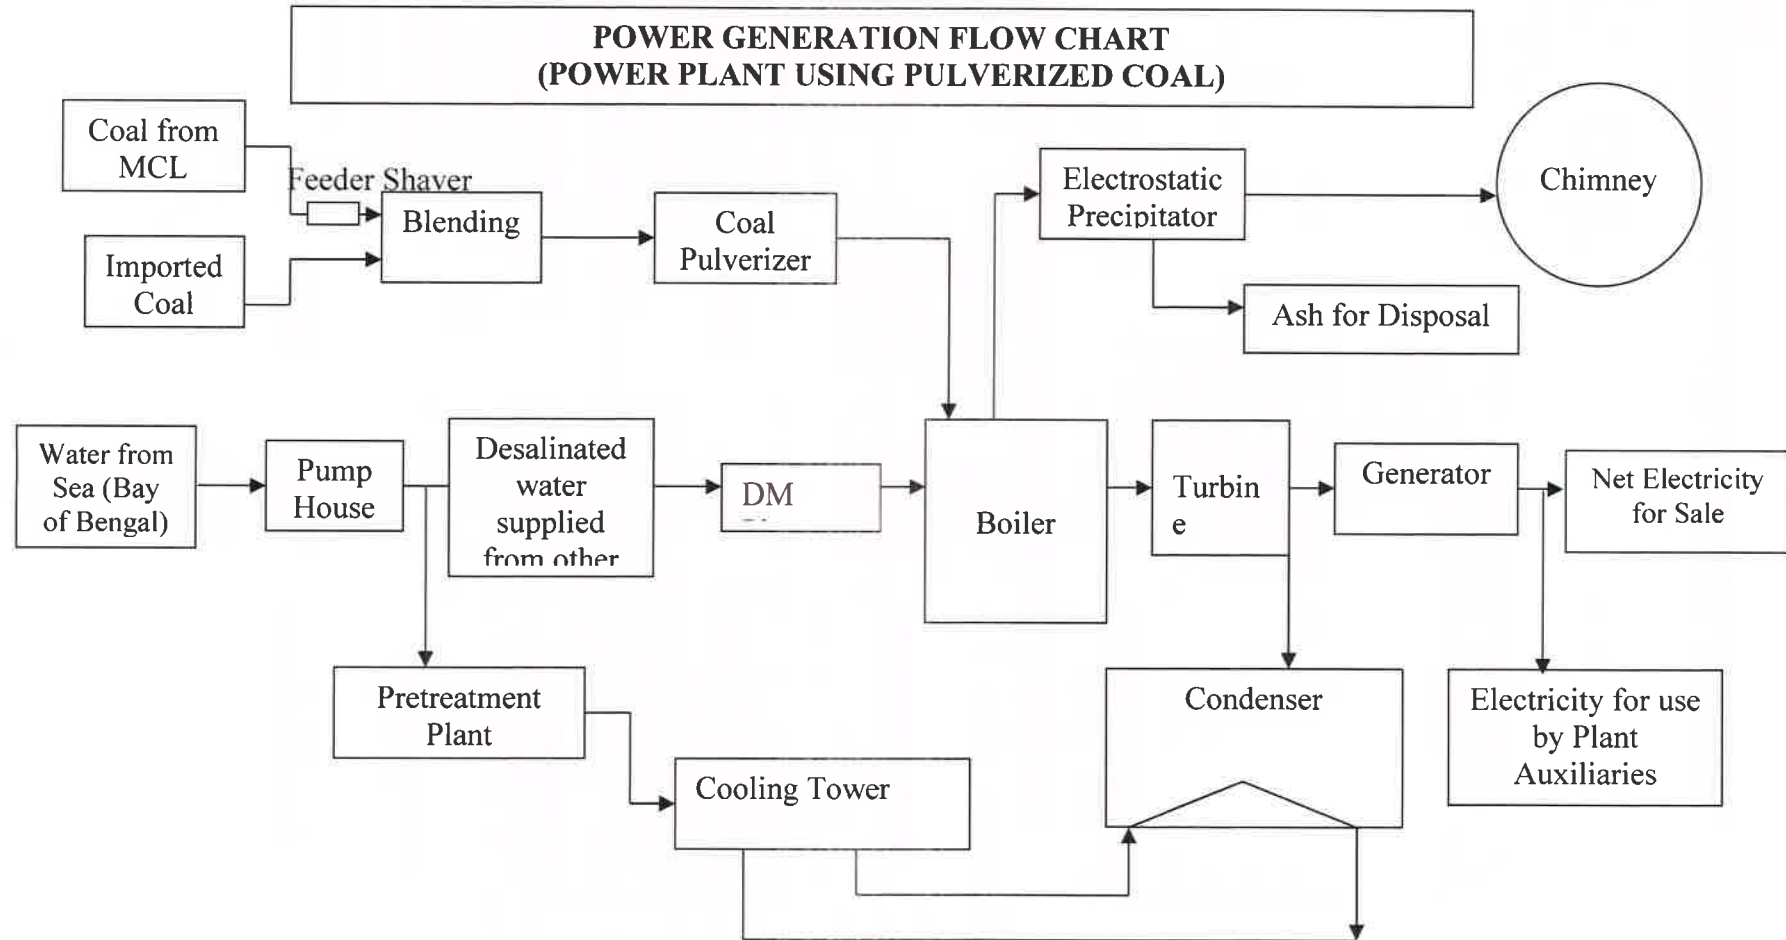 POWER GENERATION FLOW CHART
(POWER PLANT USING PULVERIZED COAL)
Coal from
MCL
Feeder Shaver
Blending
Coal
Pulverizer
Imported
Coal
Electrostatic
Precipitator
Chimney
Ash for Disposal
Water from
Sea (Bay
of Bengal)
Pump
House
Desalinated
water
supplied
from other
DM
Boiler
Turbin
e
Generator
Net Electricity
for Sale
Pretreatment
Plant
Cooling Tower
Condenser
Electricity for use
by Plant
Auxiliaries